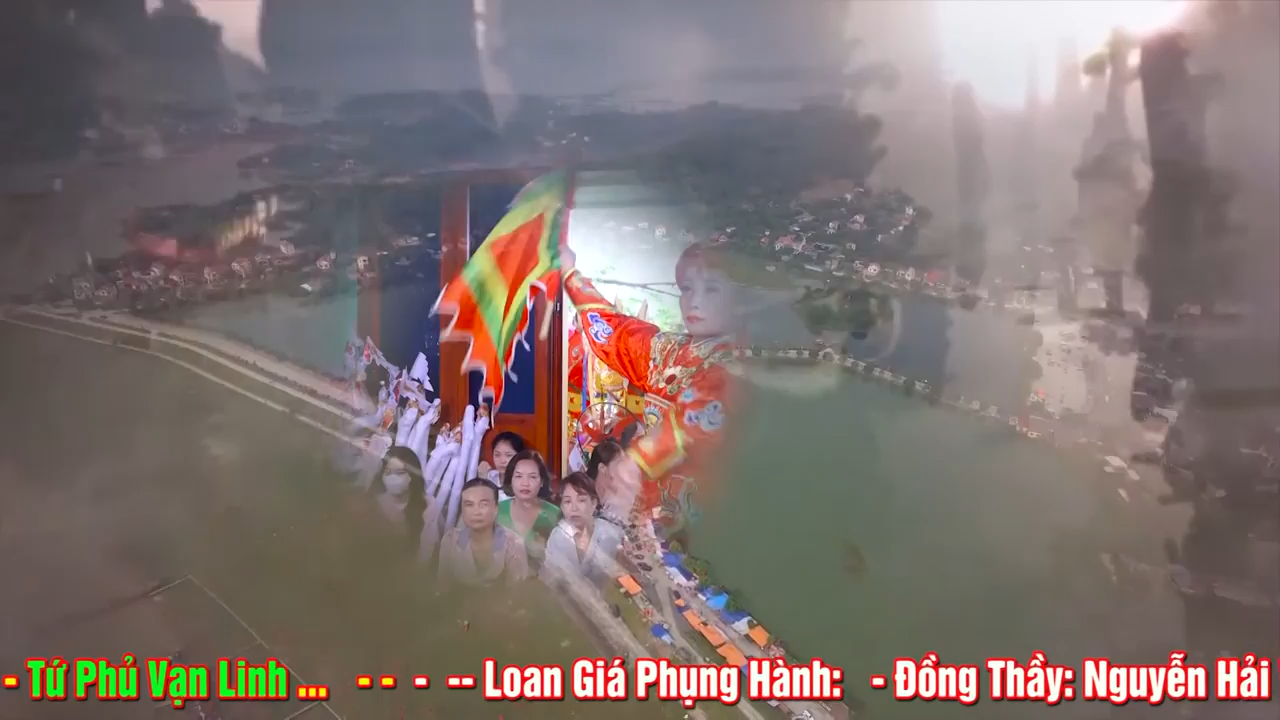 - Tứ Phủ Vạn Linh ... - - - -- Loan Giá Phụng Hành: - Đồng Thầy: Nguyễn Hải